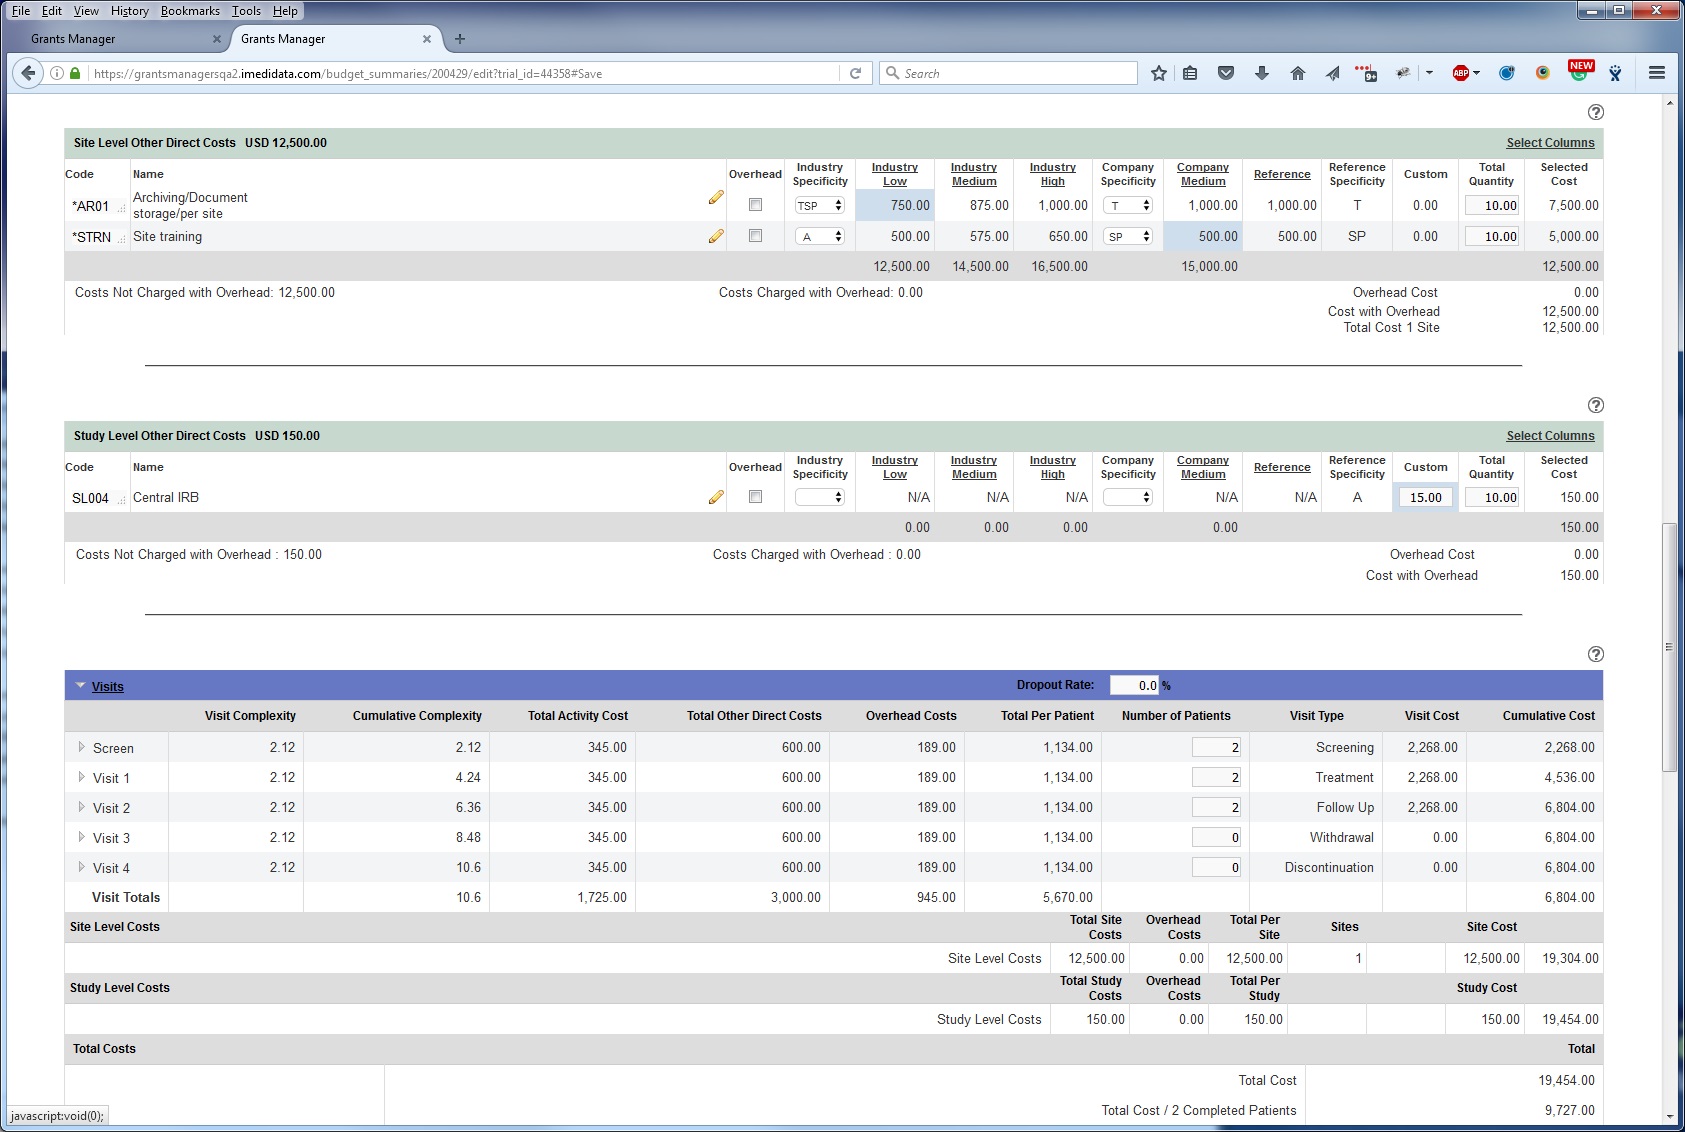 File Edit View History Bookmarks Tools Help
Grants Manager × Grants Manager × +
https://grantsmanagersqa2.imedidata.com/budget_summaries/200429/edit?trial_id=44358#Save Search 9+ ABP NEW
?
Site Level Other Direct Costs USD 12,500.00 Select Columns
Code Name Overhead Industry Specificity Industry Low Industry Medium Industry High Company Specificity Company Medium Reference Reference Specificity Custom Total Quantity Selected Cost
*AR01 Archiving/Document storage/per site TSP 750.00 875.00 1,000.00 T 1,000.00 1,000.00 T 0.00 10.00 7,500.00
*STRN Site training A 500.00 575.00 650.00 SP 500.00 500.00 SP 0.00 10.00 5,000.00
12,500.00 14,500.00 16,500.00 15,000.00 12,500.00
Costs Not Charged with Overhead: 12,500.00 Costs Charged with Overhead: 0.00 Overhead Cost 0.00
Cost with Overhead 12,500.00
Total Cost 1 Site 12,500.00
?
Study Level Other Direct Costs USD 150.00 Select Columns
Code Name Overhead Industry Specificity Industry Low Industry Medium Industry High Company Specificity Company Medium Reference Reference Specificity Custom Total Quantity Selected Cost
SL004 Central IRB N/A N/A N/A N/A N/A A 15.00 10.00 150.00
0.00 0.00 0.00 0.00 150.00
Costs Not Charged with Overhead : 150.00 Costs Charged with Overhead : 0.00 Overhead Cost 0.00
Cost with Overhead 150.00
?
Visits Dropout Rate: 0.0 %
Visit Complexity Cumulative Complexity Total Activity Cost Total Other Direct Costs Overhead Costs Total Per Patient Number of Patients Visit Type Visit Cost Cumulative Cost
Screen 2.12 2.12 345.00 600.00 189.00 1,134.00 2 Screening 2,268.00 2,268.00
Visit 1 2.12 4.24 345.00 600.00 189.00 1,134.00 2 Treatment 2,268.00 4,536.00
Visit 2 2.12 6.36 345.00 600.00 189.00 1,134.00 2 Follow Up 2,268.00 6,804.00
Visit 3 2.12 8.48 345.00 600.00 189.00 1,134.00 0 Withdrawal 0.00 6,804.00
Visit 4 2.12 10.6 345.00 600.00 189.00 1,134.00 0 Discontinuation 0.00 6,804.00
Visit Totals 10.6 1,725.00 3,000.00 945.00 5,670.00 6,804.00
Site Level Costs Total Site Costs Overhead Costs Total Per Site Sites Site Cost
Site Level Costs 12,500.00 0.00 12,500.00 1 12,500.00 19,304.00
Study Level Costs Total Study Costs Overhead Costs Total Per Study Study Cost
Study Level Costs 150.00 0.00 150.00 150.00 19,454.00
Total Costs Total
Total Cost 19,454.00
Total Cost / 2 Completed Patients 9,727.00
javascript:void(0);